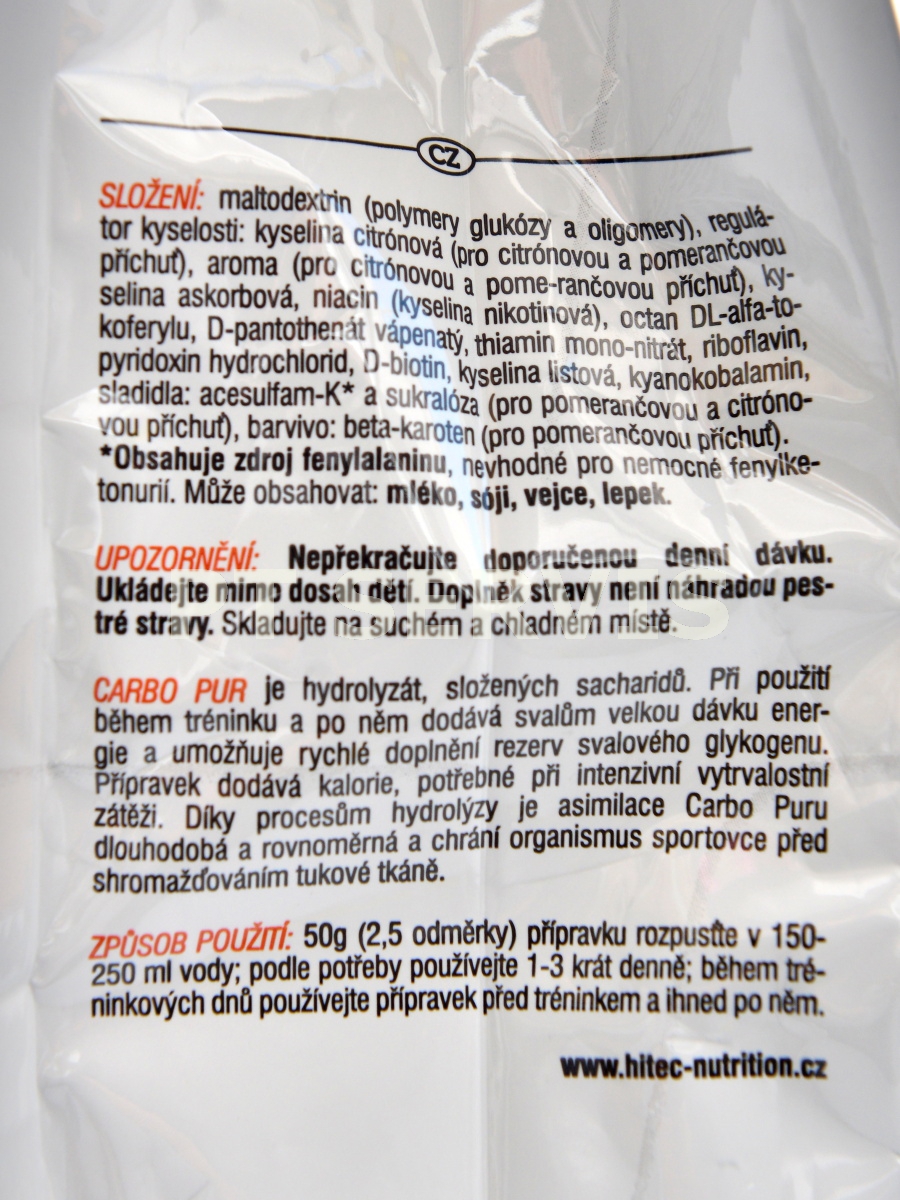 CZ
SLOŽENÍ: maltodextrin (polymery glukózy a oligomery), regulá-
tor kyselosti: kyselina citrónová (pro citrónovou a pomerančovou
příchuť), aroma (pro citrónovou a pome-rančovou příchuť), ky-
selina askorbová, niacin (kyselina nikotinová), octan DL-alfa-to-
koferylu, D-pantothenát vápenatý, thiamin mono-nitrát, riboflavin,
pyridoxin hydrochlorid, D-biotin, kyselina listová, kyanokobalamin,
sladidla: acesulfam-K* a sukralóza (pro pomerančovou a citróno-
vou příchuť), barvivo: beta-karoten (pro pomerančovou příchuť).
*Obsahuje zdroj fenylalaninu, nevhodné pro nemocné fenylke-
tonurií. Může obsahovat: mléko, sóji, vejce, lepek.
UPOZORNĚNÍ: Nepřekračujte doporučenou denní dávku.
Ukládejte mimo dosah dětí. Doplněk stravy není náhradou pes-
tré stravy. Skladujte na suchém a chladném místě.
CARBO PUR je hydrolyzát, složených sacharidů. Při použití
během tréninku a po něm dodává svalům velkou dávku ener-
gie a umožňuje rychlé doplnění rezerv svalového glykogenu.
Přípravek dodává kalorie, potřebné při intenzivní vytrvalostní
zátěži. Díky procesům hydrolýzy je asimilace Carbo Puru
dlouhodobá a rovnoměrná a chrání organismus sportovce před
shromažďováním tukové tkáně.
ZPŮSOB POUŽITÍ: 50g (2,5 odměrky) přípravku rozpusťte v 150-
250 ml vody; podle potřeby používejte 1-3 krát denně; během tré-
ninkových dnů používejte přípravek před tréninkem a ihned po něm.
www.hitec-nutrition.cz